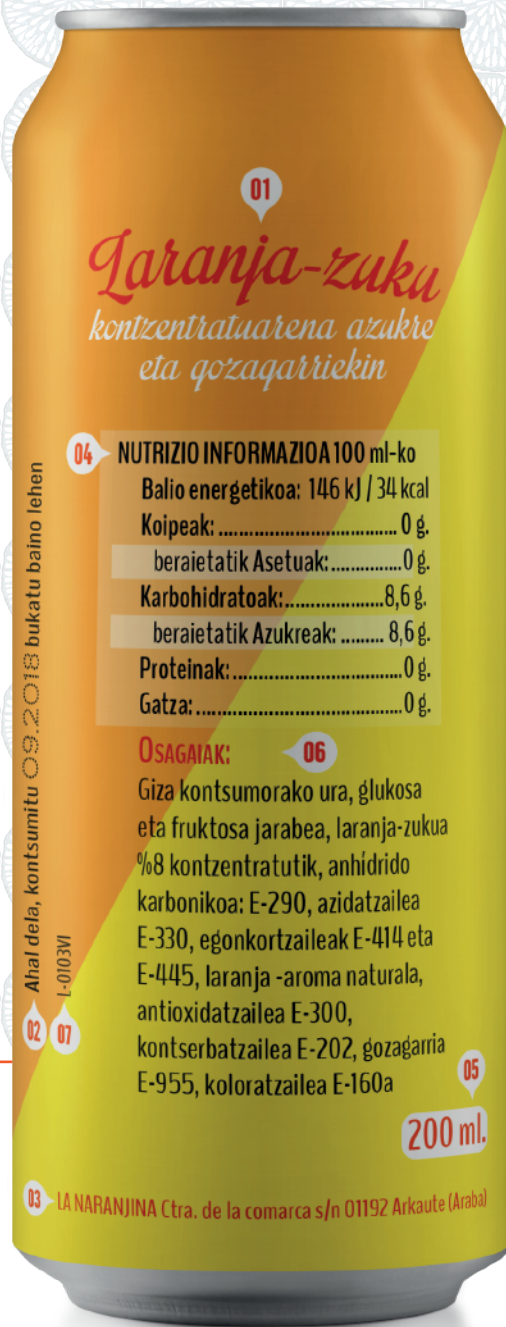 01
Laranja-zuku
kontzentratuarena azukre
eta gozagarriekin
04 NUTRIZIO INFORMAZIOA 100 ml-ko
Balio energetikoa: 146 kJ / 34 kcal
Koipeak: .................................... 0 g.
beraietatik Asetuak: .............. 0 g.
Karbohidratoak: .................... 8,6 g.
beraietatik Azukreak: ......... 8,6 g.
Proteinak: .................................. 0 g.
Gatza: .......................................... 0 g.
OSAGAIAK: 06
Giza kontsumorako ura, glukosa
eta fruktosa jarabea, laranja-zukua
%8 kontzentratutik, anhídrido
karbonikoa: E-290, azidatzailea
E-330, egonkortzaileak E-414 eta
E-445, laranja -aroma naturala,
antioxidatzailea E-300,
kontserbatzailea E-202, gozagarria
E-955, koloratzailea E-160a
05
200 ml.
02 Ahal dela, kontsumitu 09.2018 bukatu baino lehen
07 L-0103VI
03 LA NARANJINA Ctra. de la comarca s/n 01192 Arkaute (Araba)